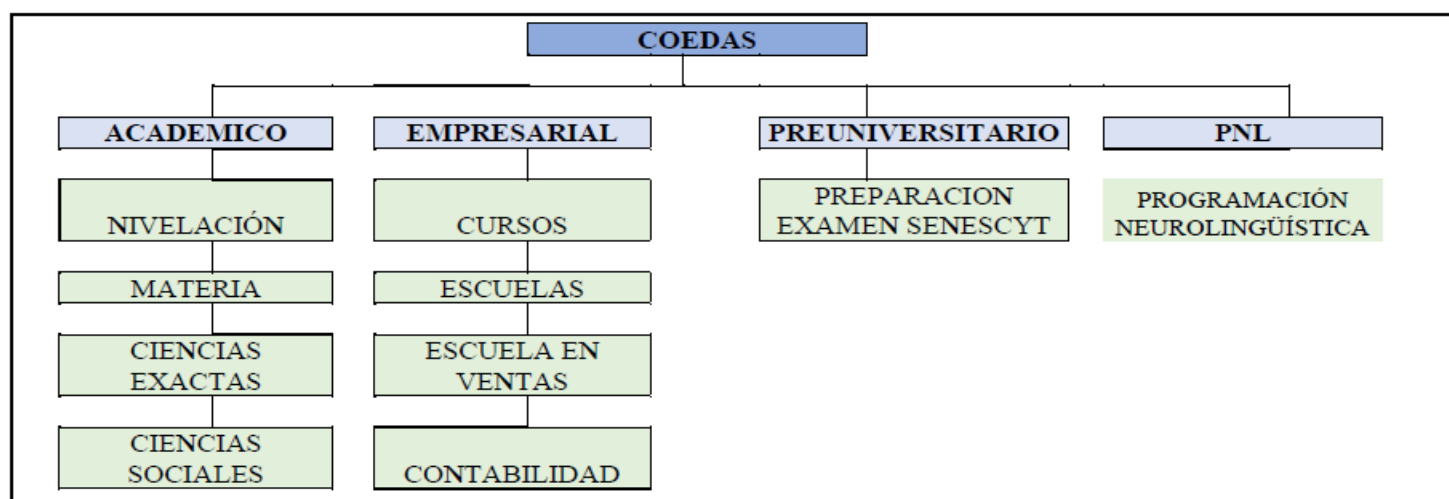 COEDAS
ACADEMICO
EMPRESARIAL
PREUNIVERSITARIO
PNL
NIVELACIÓN
CURSOS
PREPARACION
EXAMEN SENESCYT
PROGRAMACIÓN
NEUROLINGÜÍSTICA
MATERIA
ESCUELAS
CIENCIAS
EXACTAS
ESCUELA EN
VENTAS
CIENCIAS
SOCIALES
CONTABILIDAD